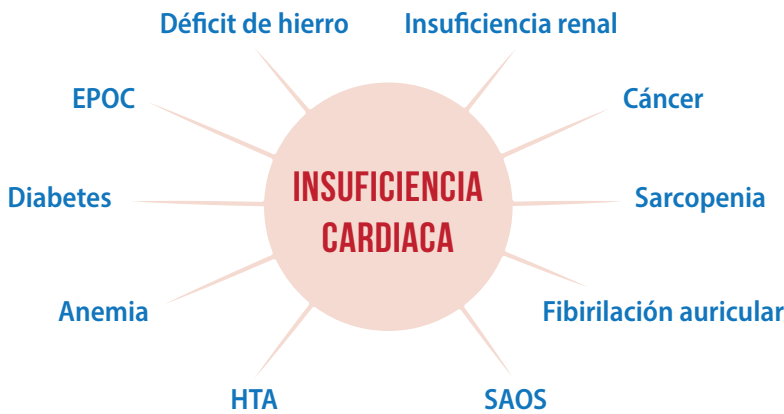 Déficit de hierro
Insuficiencia renal
EPOC
Cáncer
Diabetes
INSUFICIENCIA
CARDIACA
Sarcopenia
Anemia
Fibirilación auricular
HTA
SAOS